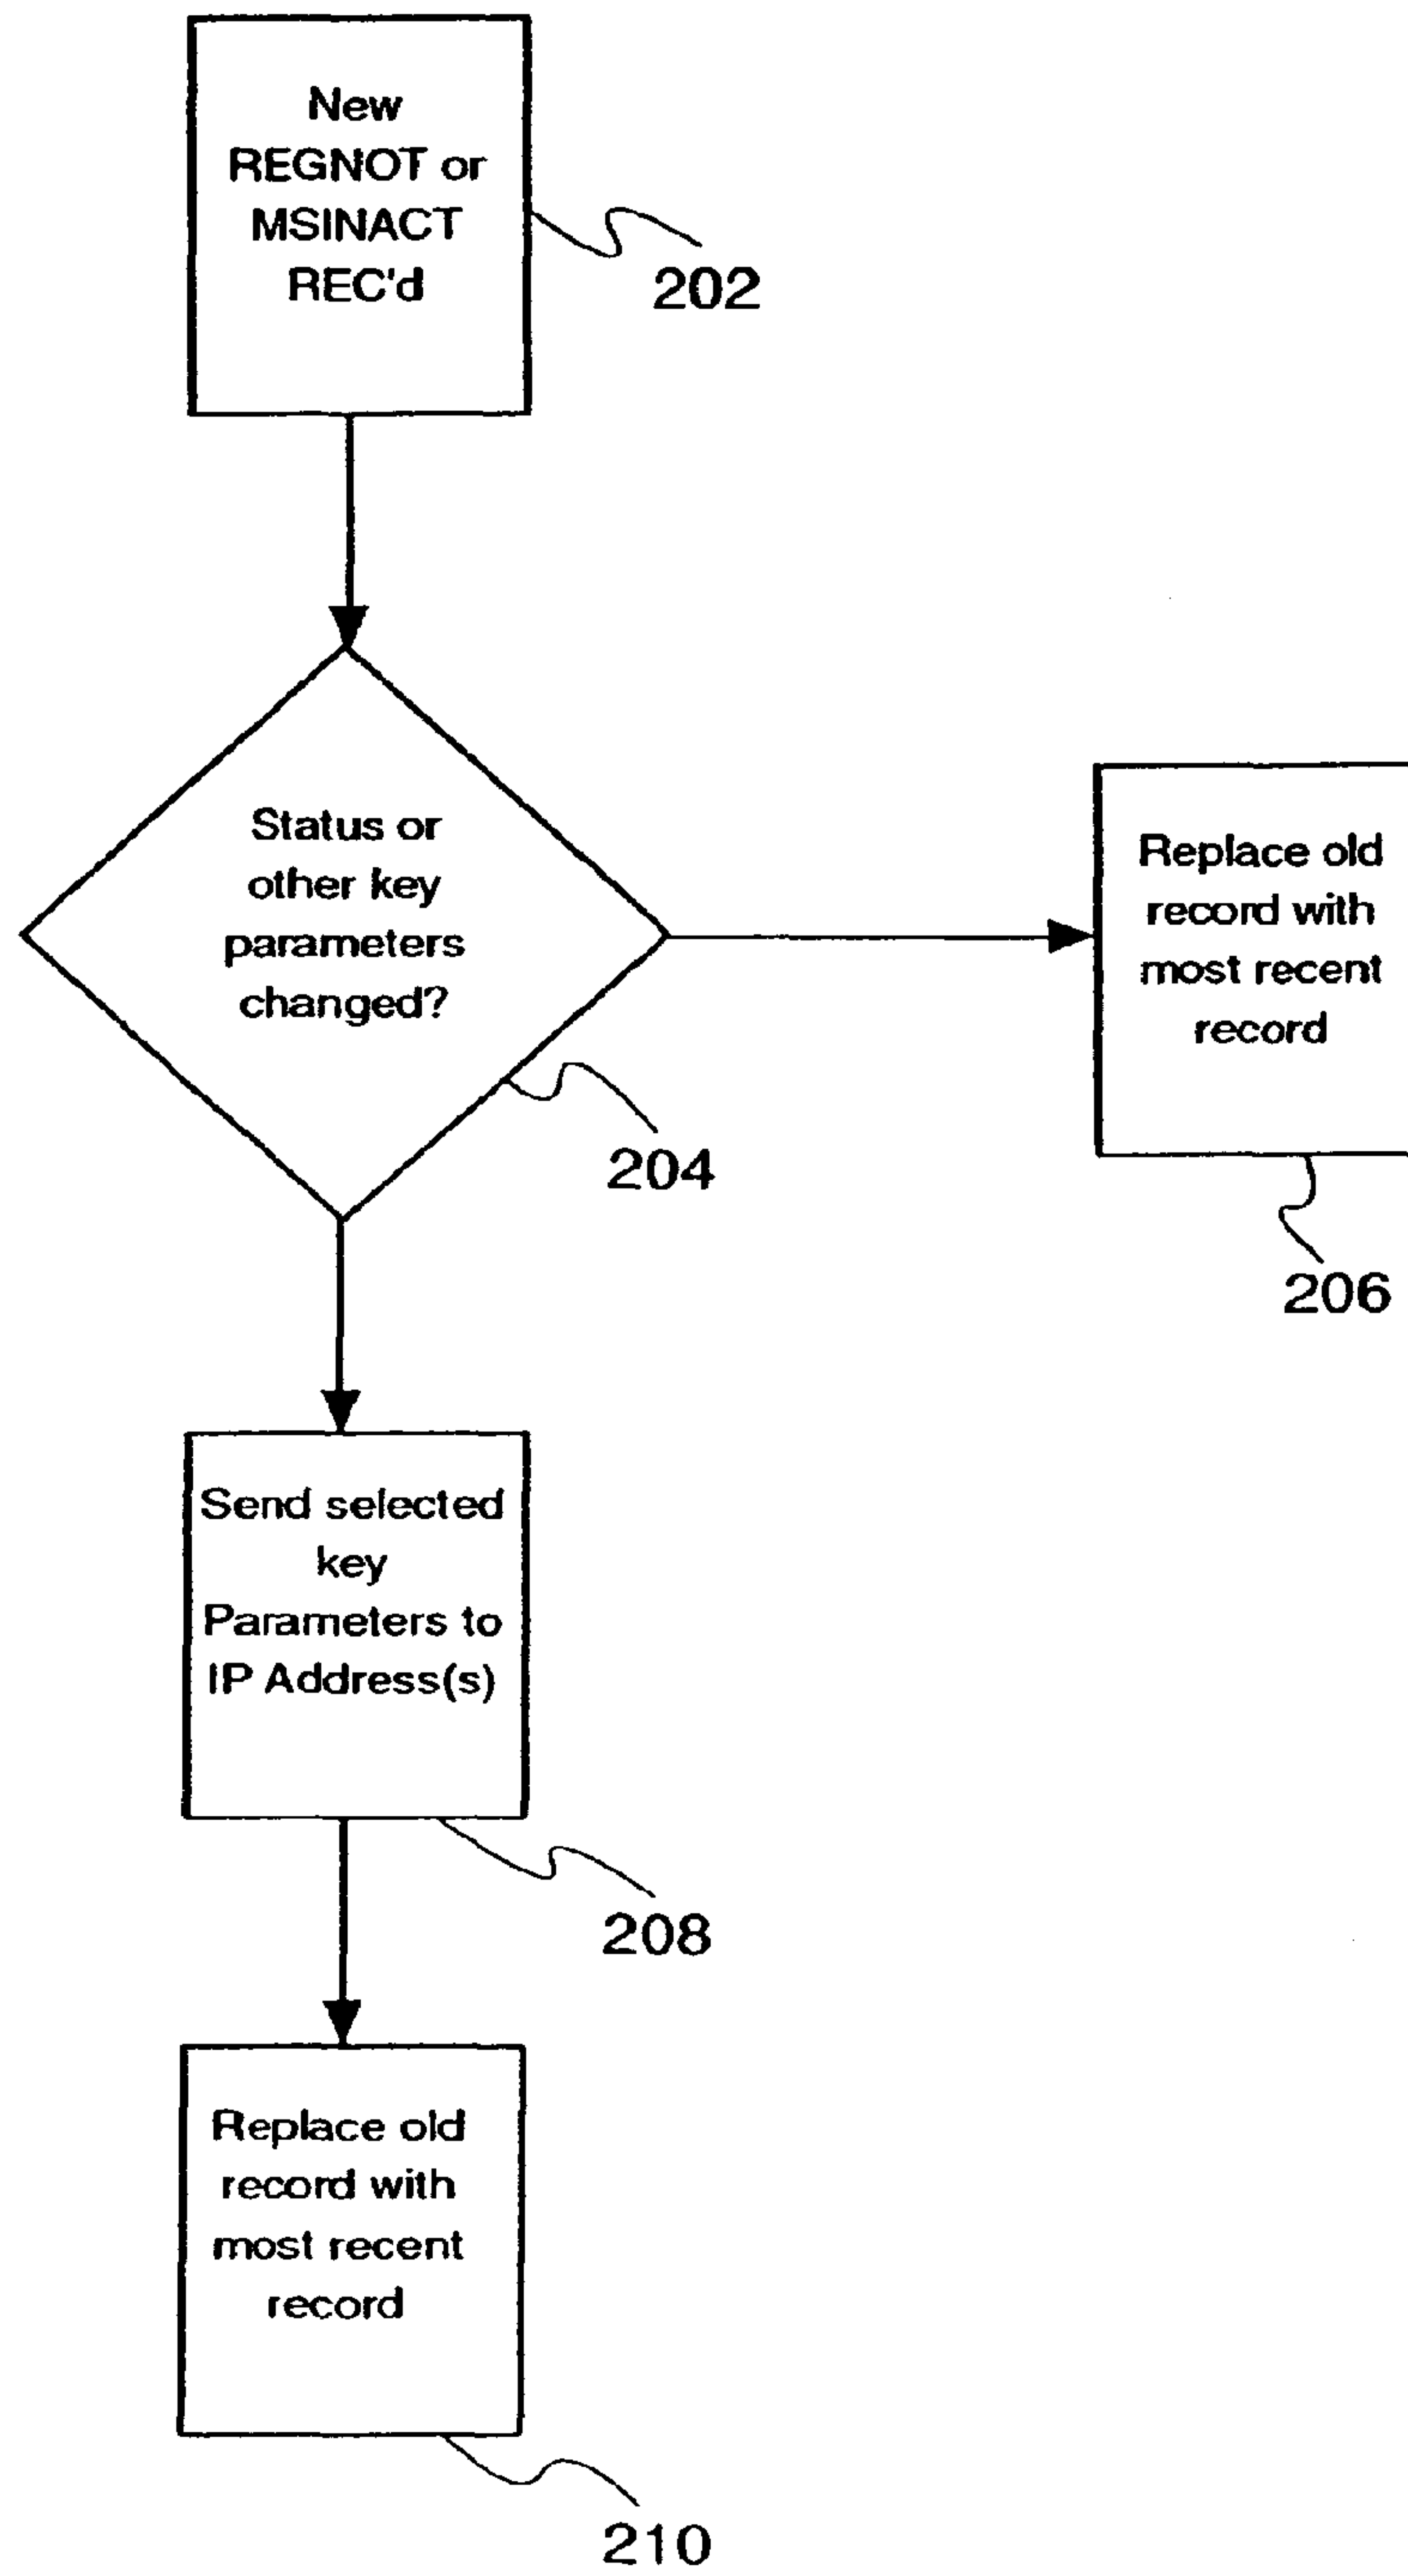 New
REGNOT or
MSINACT
REC'd
202
Status or
other key
parameters
changed?
204
Replace old
record with
most recent
record
206
Send selected
key
Parameters to
IP Address(s)
208
Replace old
record with
most recent
record
210